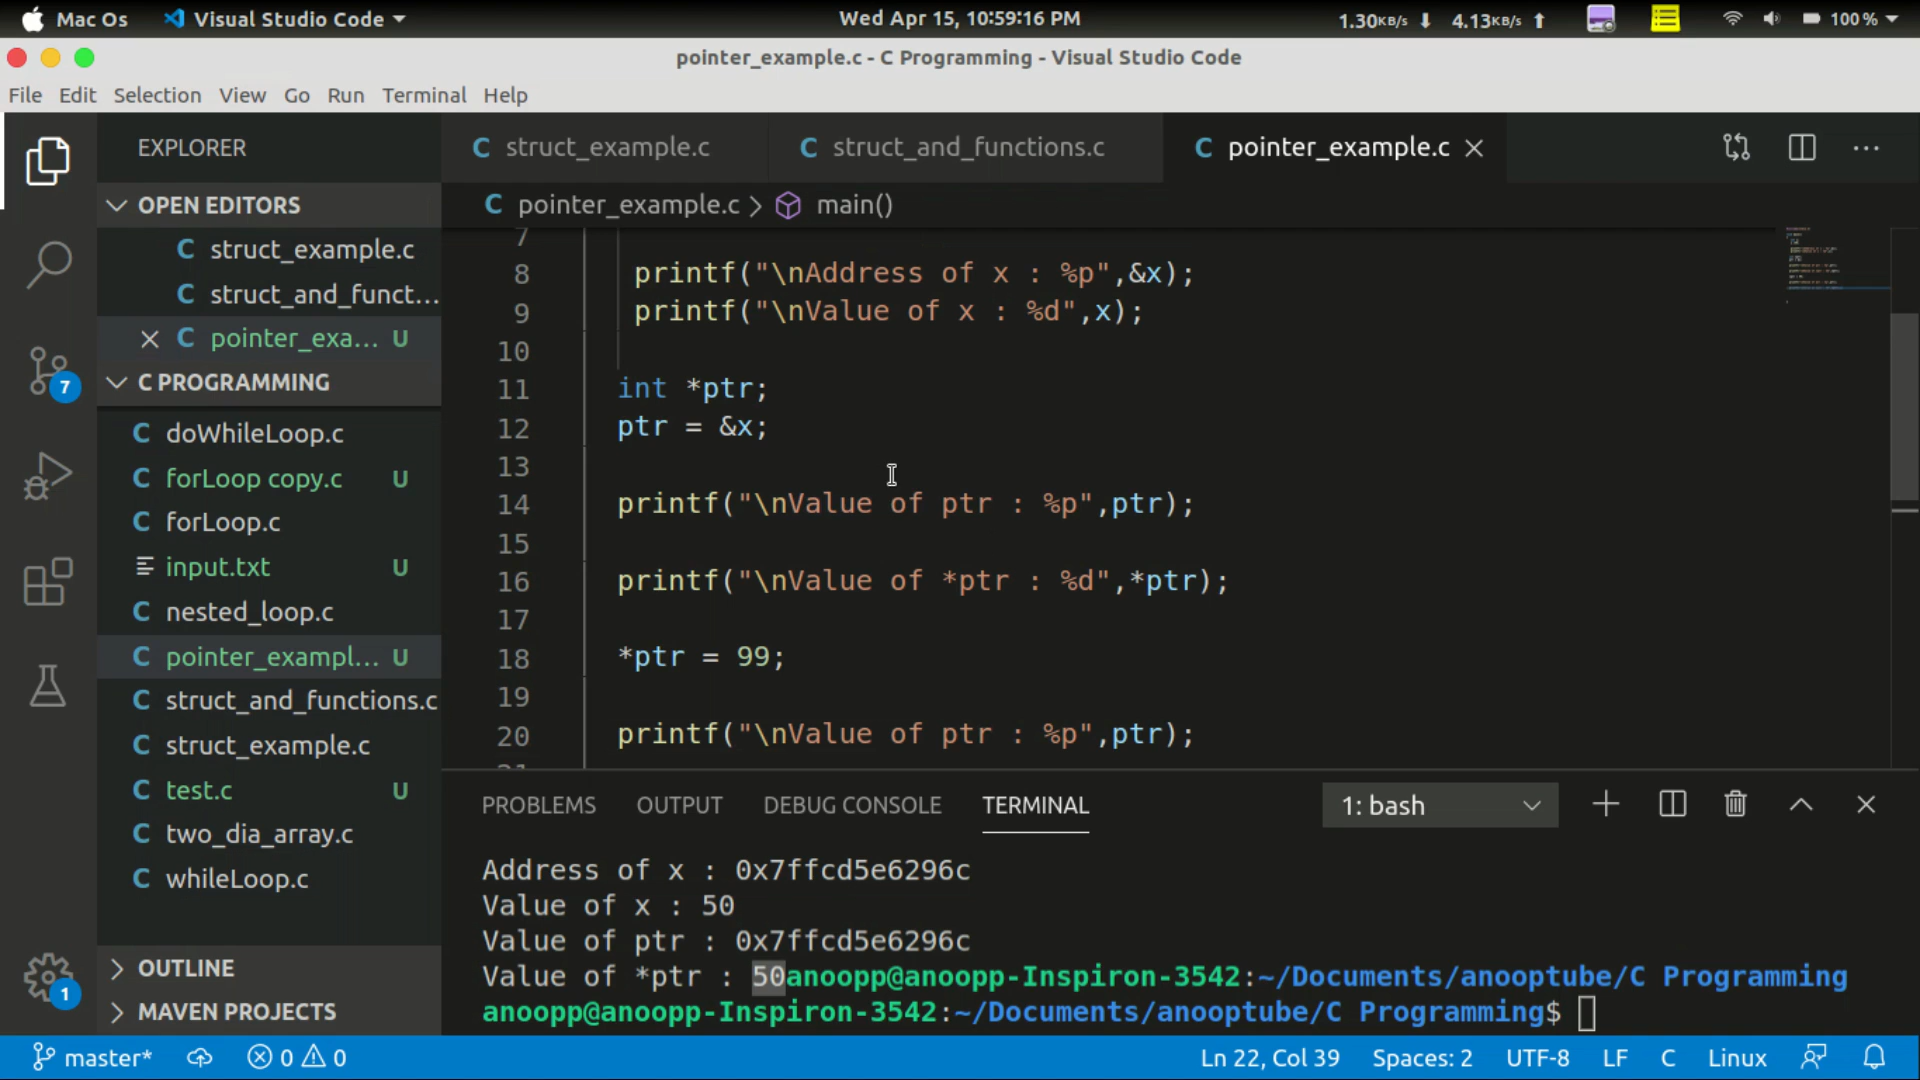 Mac Os Visual Studio Code Wed Apr 15, 10:59:16 PM 1.30KB/s 4.13KB/s 100 %
pointer_example.c - C Programming - Visual Studio Code
File Edit Selection View Go Run Terminal Help
EXPLORER
OPEN EDITORS
C struct_example.c
C struct_and_funct...
C pointer_exa... U
C PROGRAMMING
C doWhileLoop.c
C forLoop copy.c U
C forLoop.c
input.txt U
C nested_loop.c
C pointer_exampl... U
C struct_and_functions.c
C struct_example.c
C test.c U
C two_dia_array.c
C whileLoop.c
OUTLINE
MAVEN PROJECTS
7
1
C struct_example.c C struct_and_functions.c C pointer_example.c
C pointer_example.c > main()
7
8 printf("\nAddress of x : %p",&x);
9 printf("\nValue of x : %d",x);
10
11 int *ptr;
12 ptr = &x;
13
14 printf("\nValue of ptr : %p",ptr);
15
16 printf("\nValue of *ptr : %d",*ptr);
17
18 *ptr = 99;
19
20 printf("\nValue of ptr : %p",ptr);
21
PROBLEMS OUTPUT DEBUG CONSOLE TERMINAL 1: bash
Address of x : 0x7ffcd5e6296c
Value of x : 50
Value of ptr : 0x7ffcd5e6296c
Value of *ptr : 50anoopp@anoopp-Inspiron-3542:~/Documents/anooptube/C Programming
anoopp@anoopp-Inspiron-3542:~/Documents/anooptube/C Programming$
master* 0 0 Ln 22, Col 39 Spaces: 2 UTF-8 LF C Linux